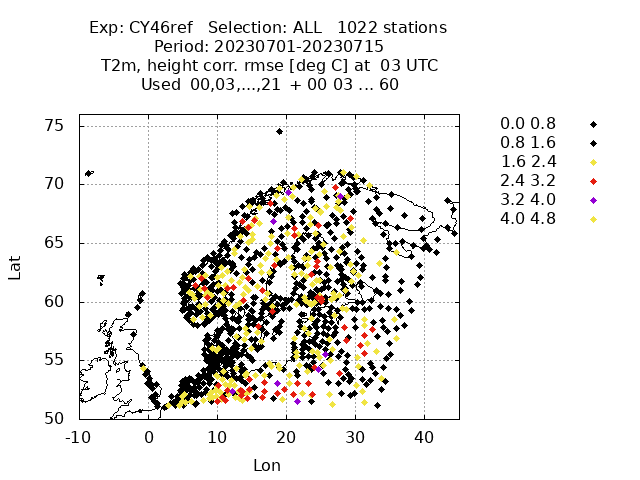 Exp: CY46ref   Selection: ALL   1022 stations
Period: 20230701-20230715
T2m, height corr. rmse [deg C] at  03 UTC
Used  00,03,...,21  + 00 03 ... 60
75
70
65
60
55
50
-10 0 10 20 30 40
Lat
Lon
0.0 0.8
0.8 1.6
1.6 2.4
2.4 3.2
3.2 4.0
4.0 4.8